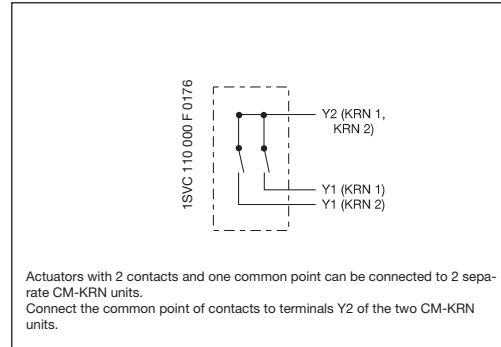 1SVC 110 000 F 0176
Y2 (KRN 1,
KRN 2)
Y1 (KRN 1)
Y1 (KRN 2)
Actuators with 2 contacts and one common point can be connected to 2 sepa-
rate CM-KRN units.
Connect the common point of contacts to terminals Y2 of the two CM-KRN
units.